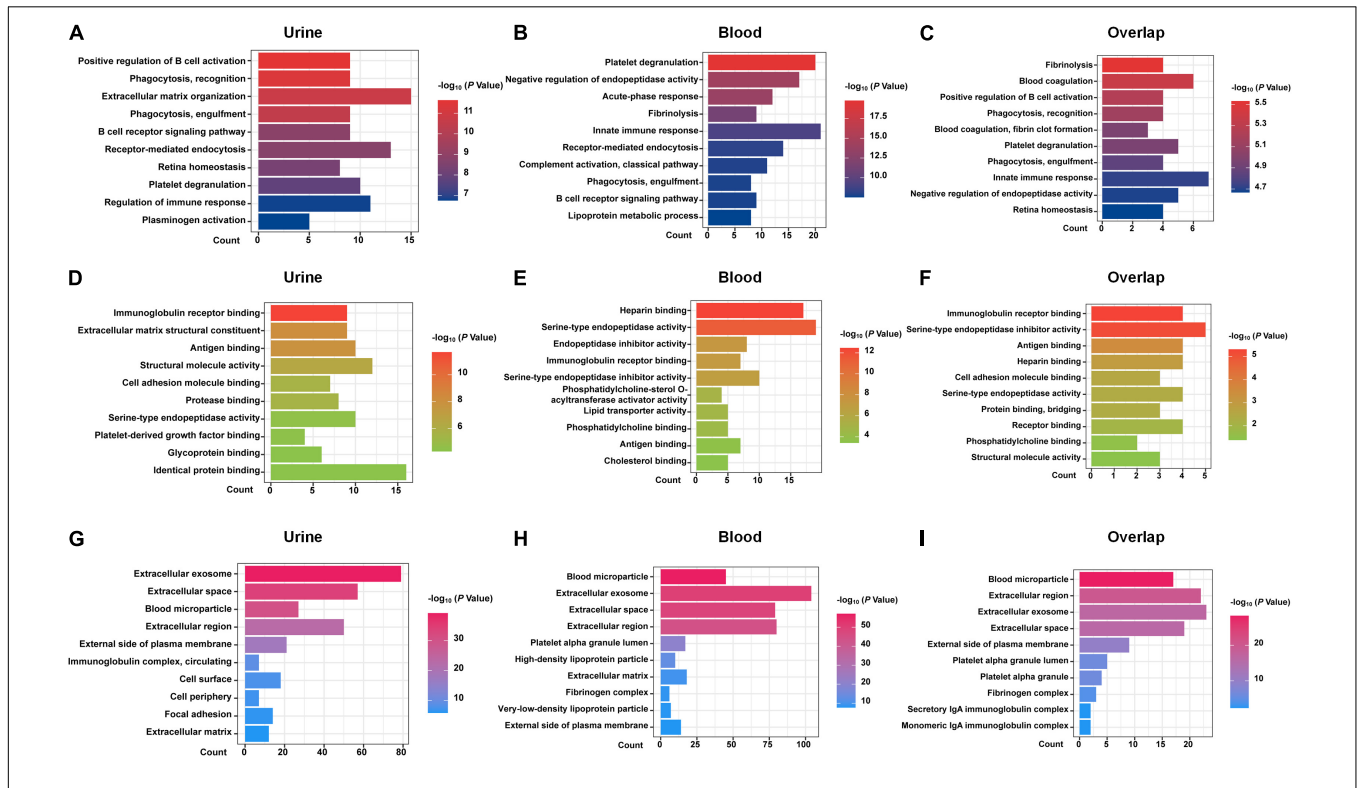 A
Urine
Positive regulation of B cell activation
Phagocytosis, recognition
Extracellular matrix organization
Phagocytosis, engulfment
B cell receptor signaling pathway
Receptor-mediated endocytosis
Retina homeostasis
Platelet degranulation
Regulation of immune response
Plasminogen activation
Count
0 5 10 15
-log10 (P Value)
11
10
9
8
7
B
Blood
Platelet degranulation
Negative regulation of endopeptidase activity
Acute-phase response
Fibrinolysis
Innate immune response
Receptor-mediated endocytosis
Complement activation, classical pathway
Phagocytosis, engulfment
B cell receptor signaling pathway
Lipoprotein metabolic process
Count
0 5 10 15 20
-log10 (P Value)
17.5
15.0
12.5
10.0
C
Overlap
Fibrinolysis
Blood coagulation
Positive regulation of B cell activation
Phagocytosis, recognition
Blood coagulation, fibrin clot formation
Platelet degranulation
Phagocytosis, engulfment
Innate immune response
Negative regulation of endopeptidase activity
Retina homeostasis
Count
0 2 4 6
-log10 (P Value)
5.5
5.3
5.1
4.9
4.7
D
Urine
Immunoglobulin receptor binding
Extracellular matrix structural constituent
Antigen binding
Structural molecule activity
Cell adhesion molecule binding
Protease binding
Serine-type endopeptidase activity
Platelet-derived growth factor binding
Glycoprotein binding
Identical protein binding
Count
0 5 10 15
-log10 (P Value)
10
8
6
E
Blood
Heparin binding
Serine-type endopeptidase activity
Endopeptidase inhibitor activity
Immunoglobulin receptor binding
Serine-type endopeptidase inhibitor activity
Phosphatidylcholine-sterol O-
acyltransferase activator activity
Lipid transporter activity
Phosphatidylcholine binding
Antigen binding
Cholesterol binding
Count
0 5 10 15
-log10 (P Value)
12
10
8
6
4
F
Overlap
Immunoglobulin receptor binding
Serine-type endopeptidase inhibitor activity
Antigen binding
Heparin binding
Cell adhesion molecule binding
Serine-type endopeptidase activity
Protein binding, bridging
Receptor binding
Phosphatidylcholine binding
Structural molecule activity
Count
0 1 2 3 4 5
-log10 (P Value)
5
4
3
2
G
Urine
Extracellular exosome
Extracellular space
Blood microparticle
Extracellular region
External side of plasma membrane
Immunoglobulin complex, circulating
Cell surface
Cell periphery
Focal adhesion
Extracellular matrix
Count
0 20 40 60 80
-log10 (P Value)
30
20
10
H
Blood
Blood microparticle
Extracellular exosome
Extracellular space
Extracellular region
Platelet alpha granule lumen
High-density lipoprotein particle
Extracellular matrix
Fibrinogen complex
Very-low-density lipoprotein particle
External side of plasma membrane
Count
0 25 50 75 100
-log10 (P Value)
50
40
30
20
10
I
Overlap
Blood microparticle
Extracellular region
Extracellular exosome
Extracellular space
External side of plasma membrane
Platelet alpha granule lumen
Platelet alpha granule
Fibrinogen complex
Secretory IgA immunoglobulin complex
Monomeric IgA immunoglobulin complex
Count
0 5 10 15 20
-log10 (P Value)
20
10